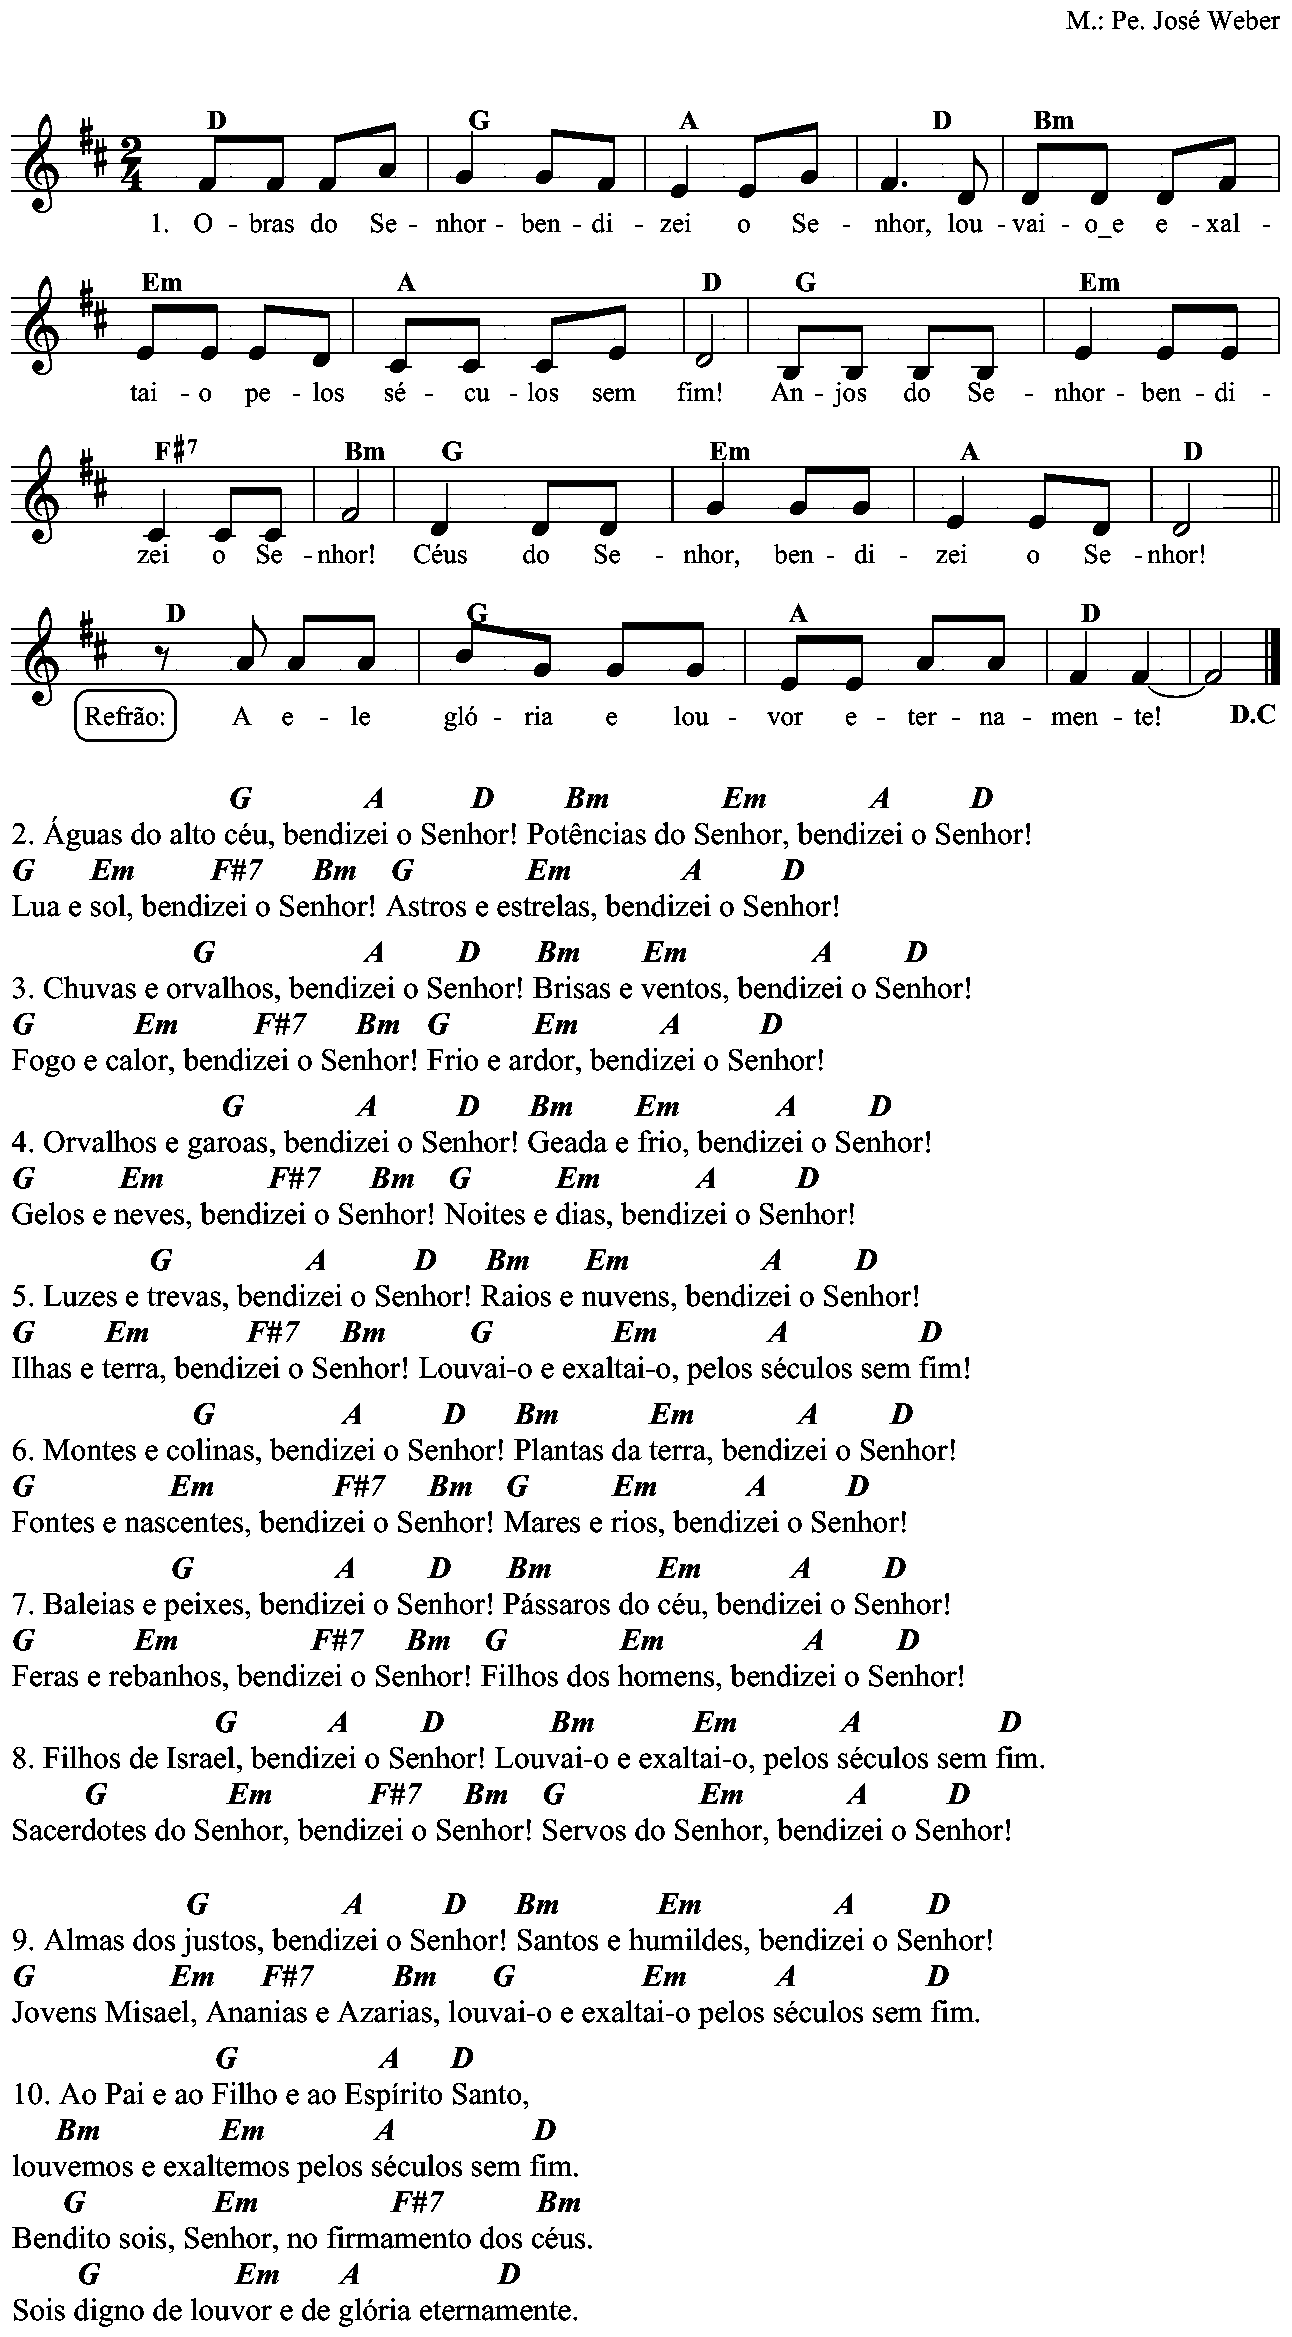 M.: Pe. José Weber
D G A D Bm
1. O - bras do Se - nhor - ben - di - zei o Se - nhor, lou - vai - o_e e - xal -
Em A D G Em
tai - o pe - los sé - cu - los sem fim! An - jos do Se - nhor - ben - di -
F#7 Bm G Em A D
zei o Se - nhor! Céus do Se - nhor, ben - di - zei o Se - nhor!
D G A D
Refrão: A e - le gló - ria e lou - vor e - ter - na - men - te! D.C
G A D Bm Em A D
2. Águas do alto céu, bendizei o Senhor! Potências do Senhor, bendizei o Senhor!
G Em F#7 Bm G Em A D
Lua e sol, bendizei o Senhor! Astros e estrelas, bendizei o Senhor!
G A D Bm Em A D
3. Chuvas e orvalhos, bendizei o Senhor! Brisas e ventos, bendizei o Senhor!
G Em F#7 Bm G Em A D
Fogo e calor, bendizei o Senhor! Frio e ardor, bendizei o Senhor!
G A D Bm Em A D
4. Orvalhos e garoas, bendizei o Senhor! Geada e frio, bendizei o Senhor!
G Em F#7 Bm G Em A D
Gelos e neves, bendizei o Senhor! Noites e dias, bendizei o Senhor!
G A D Bm Em A D
5. Luzes e trevas, bendizei o Senhor! Raios e nuvens, bendizei o Senhor!
G Em F#7 Bm G Em A D
Ilhas e terra, bendizei o Senhor! Louvai-o e exaltai-o, pelos séculos sem fim!
G A D Bm Em A D
6. Montes e colinas, bendizei o Senhor! Plantas da terra, bendizei o Senhor!
G Em F#7 Bm G Em A D
Fontes e nascentes, bendizei o Senhor! Mares e rios, bendizei o Senhor!
G A D Bm Em A D
7. Baleias e peixes, bendizei o Senhor! Pássaros do céu, bendizei o Senhor!
G Em F#7 Bm G Em A D
Feras e rebanhos, bendizei o Senhor! Filhos dos homens, bendizei o Senhor!
G A D Bm Em A D
8. Filhos de Israel, bendizei o Senhor! Louvai-o e exaltai-o, pelos séculos sem fim.
G Em F#7 Bm G Em A D
Sacerdotes do Senhor, bendizei o Senhor! Servos do Senhor, bendizei o Senhor!
G A D Bm Em A D
9. Almas dos justos, bendizei o Senhor! Santos e humildes, bendizei o Senhor!
G Em F#7 Bm G Em A D
Jovens Misael, Ananias e Azarias, louvai-o e exaltai-o pelos séculos sem fim.
G A D
10. Ao Pai e ao Filho e ao Espírito Santo,
Bm Em A D
louvemos e exaltemos pelos séculos sem fim.
G Em F#7 Bm
Bendito sois, Senhor, no firmamento dos céus.
G Em A D
Sois digno de louvor e de glória eternamente.